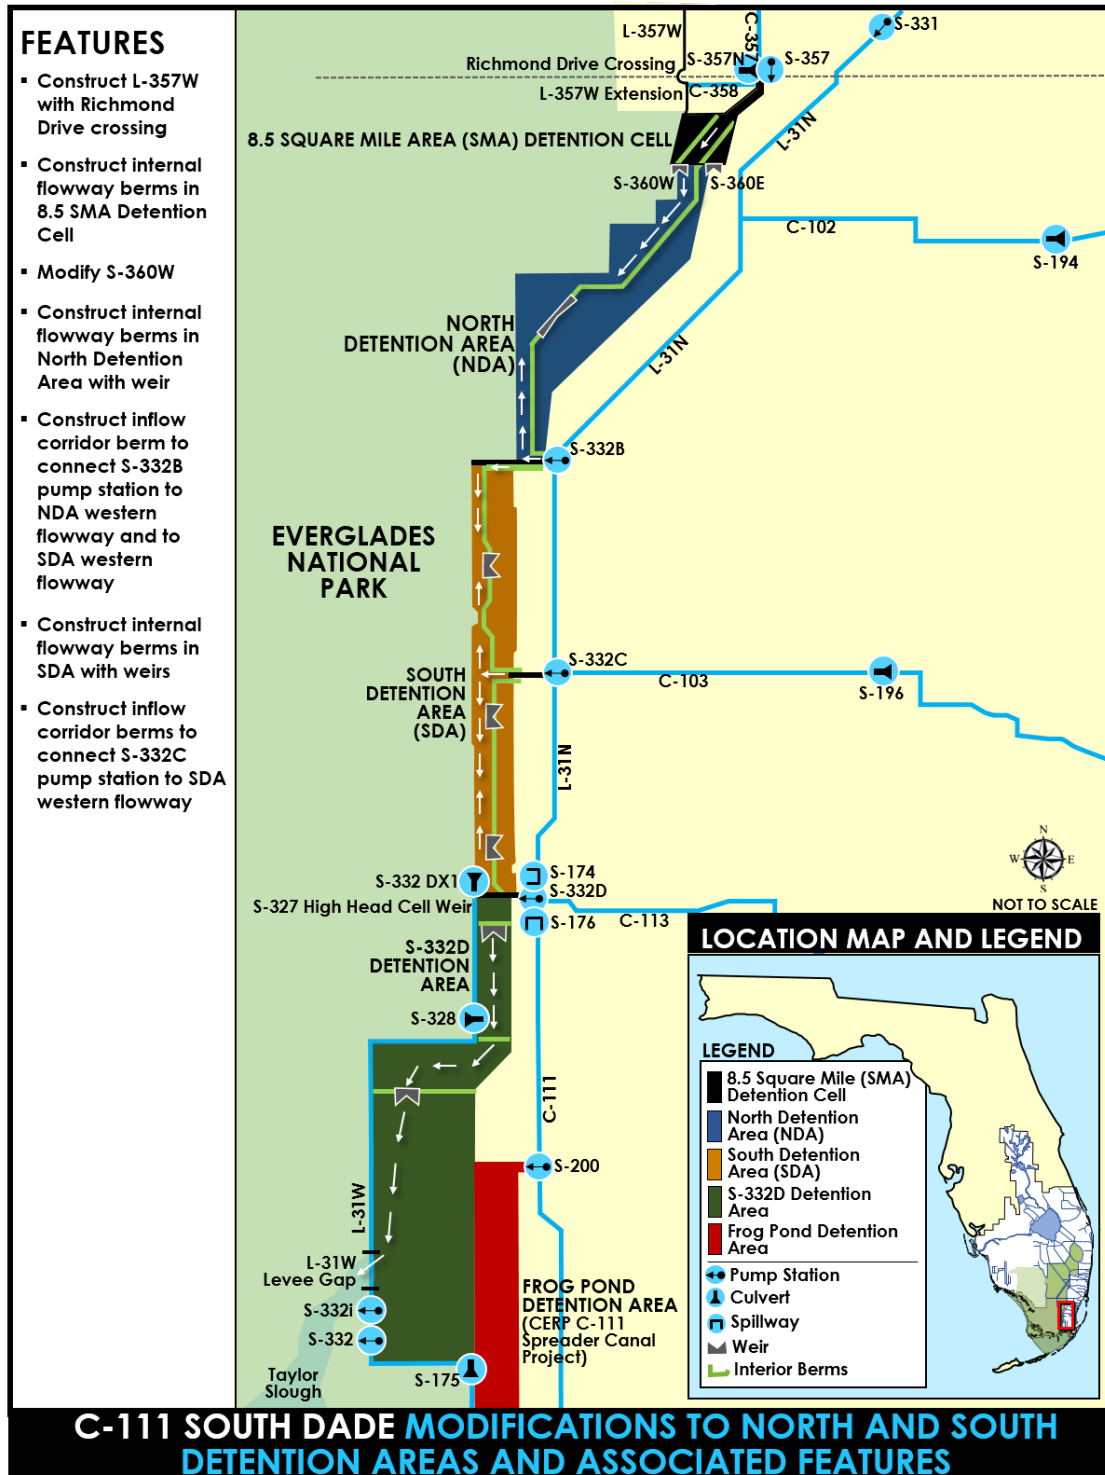 FEATURES
▪ Construct L-357W
with Richmond
Drive crossing
▪ Construct internal
flowway berms in
8.5 SMA Detention
Cell
▪ Modify S-360W
▪ Construct internal
flowway berms in
North Detention
Area with weir
▪ Construct inflow
corridor berm to
connect S-332B
pump station to
NDA western
flowway and to
SDA western
flowway
▪ Construct internal
flowway berms in
SDA with weirs
▪ Construct inflow
corridor berms to
connect S-332C
pump station to SDA
western flowway
L-357W
C-357
S-331
Richmond Drive Crossing
S-357N
S-357
L-357W Extension
C-358
L-31N
8.5 SQUARE MILE AREA (SMA) DETENTION CELL
S-360W
S-360E
C-102
S-194
NORTH
DETENTION AREA
(NDA)
L-31N
S-332B
EVERGLADES
NATIONAL
PARK
S-332C
C-103
S-196
SOUTH
DETENTION
AREA
(SDA)
L-31N
N
W
E
S
S-174
S-332 DX1
S-332D
S-327 High Head Cell Weir
S-176
C-113
NOT TO SCALE
S-332D
DETENTION
AREA
S-328
C-111
S-200
L-31W
L-31W
Levee Gap
S-332i
S-332
FROG POND
DETENTION AREA
(CERP C-111
Spreader Canal
Project)
Taylor
Slough
S-175
LOCATION MAP AND LEGEND
LEGEND
8.5 Square Mile (SMA)
Detention Cell
North Detention
Area (NDA)
South Detention
Area (SDA)
S-332D Detention
Area
Frog Pond Detention
Area
Pump Station
Culvert
Spillway
Weir
Interior Berms
C-111 SOUTH DADE MODIFICATIONS TO NORTH AND SOUTH
DETENTION AREAS AND ASSOCIATED FEATURES